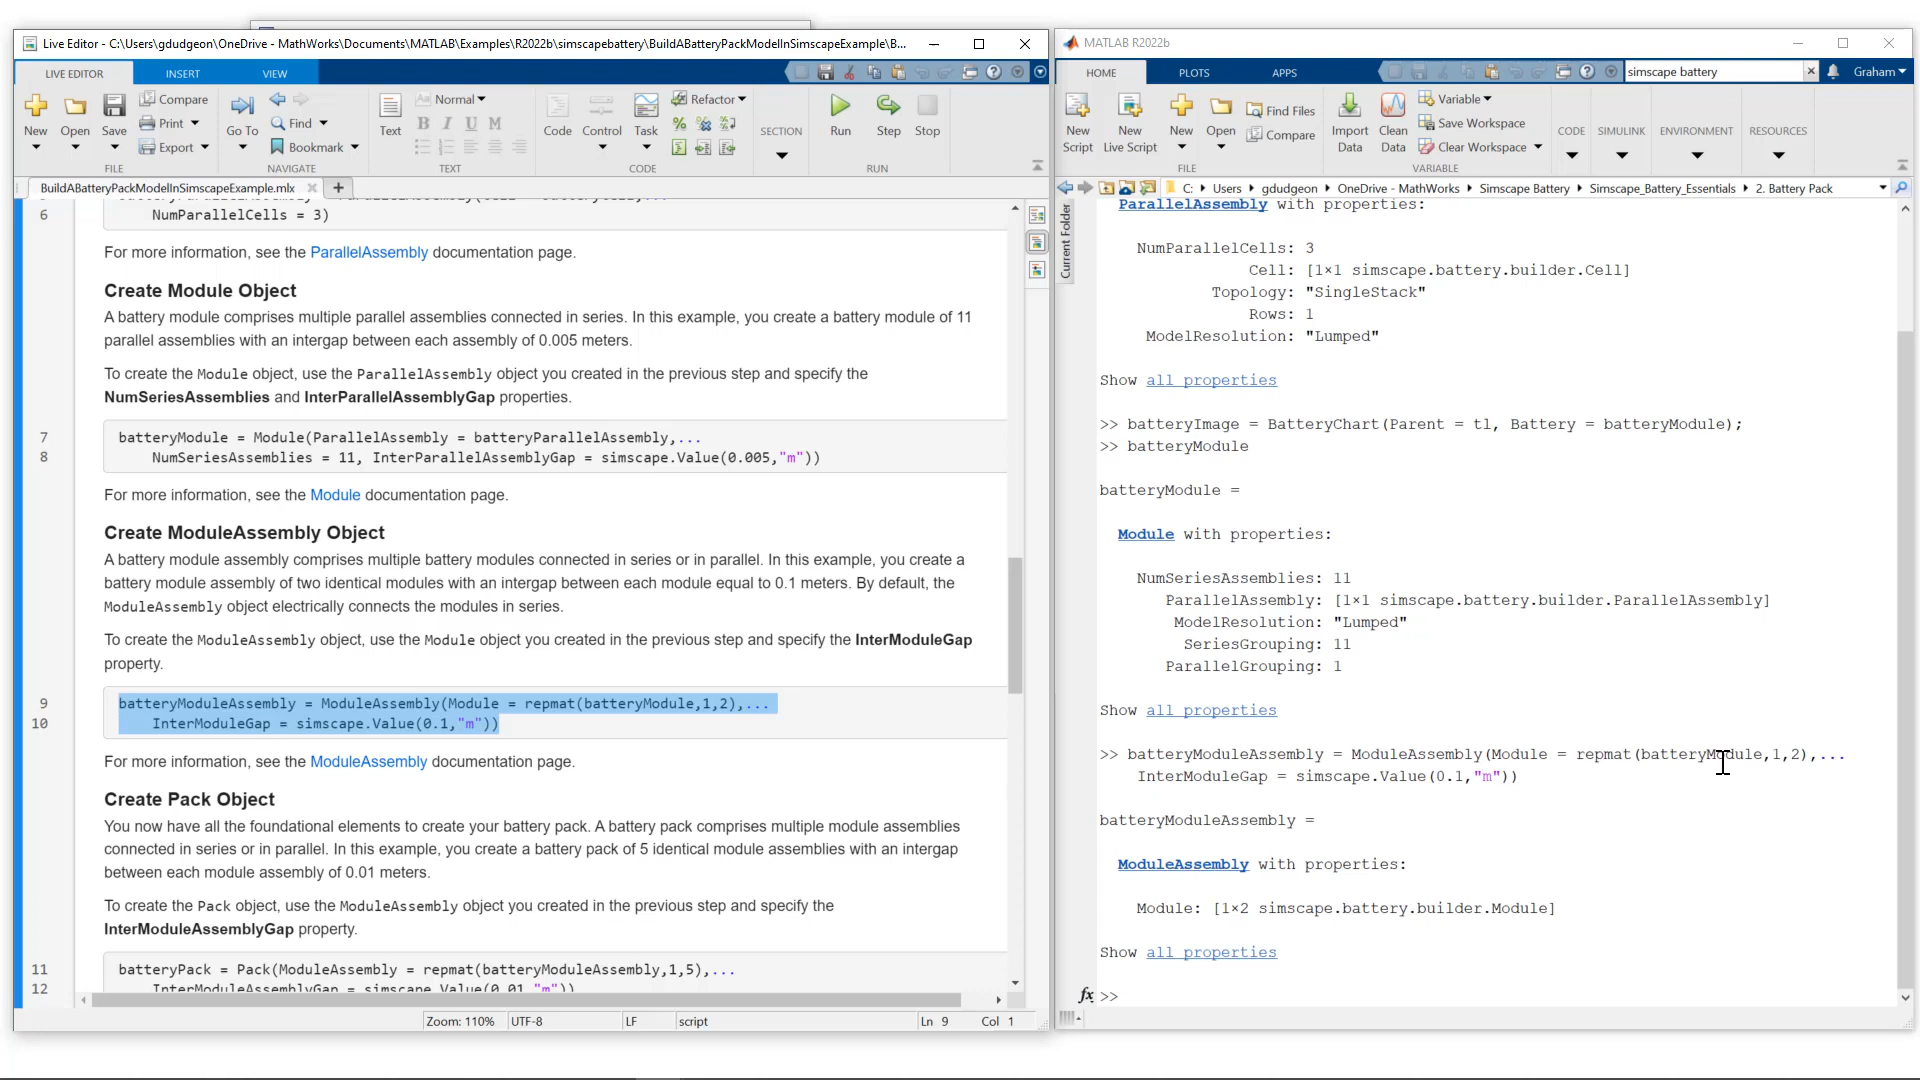 Live Editor - C:\Users\gdudgeon\OneDrive - MathWorks\Documents\MATLAB\Examples\R2022b\simscapebattery\BuildABatteryPackModelInSimscapeExample\B...
LIVE EDITOR INSERT VIEW
New Open Save
Compare
Print
Export
FILE
Go To
Find
Bookmark
NAVIGATE
Text
Normal
B I U M
TEXT
Code Control Task
Refactor
CODE
SECTION
Run Step Stop
RUN
BuildABatteryPackModelInSimscapeExample.mlx
6 NumParallelCells = 3)
For more information, see the ParallelAssembly documentation page.
Create Module Object
A battery module comprises multiple parallel assemblies connected in series. In this example, you create a battery module of 11
parallel assemblies with an intergap between each assembly of 0.005 meters.
To create the Module object, use the ParallelAssembly object you created in the previous step and specify the
NumSeriesAssemblies and InterParallelAssemblyGap properties.
7 batteryModule = Module(ParallelAssembly = batteryParallelAssembly,...
8 NumSeriesAssemblies = 11, InterParallelAssemblyGap = simscape.Value(0.005,"m"))
For more information, see the Module documentation page.
Create ModuleAssembly Object
A battery module assembly comprises multiple battery modules connected in series or in parallel. In this example, you create a
battery module assembly of two identical modules with an intergap between each module equal to 0.1 meters. By default, the
ModuleAssembly object electrically connects the modules in series.
To create the ModuleAssembly object, use the Module object you created in the previous step and specify the InterModuleGap
property.
9 batteryModuleAssembly = ModuleAssembly(Module = repmat(batteryModule,1,2),...
10 InterModuleGap = simscape.Value(0.1,"m"))
For more information, see the ModuleAssembly documentation page.
Create Pack Object
You now have all the foundational elements to create your battery pack. A battery pack comprises multiple module assemblies
connected in series or in parallel. In this example, you create a battery pack of 5 identical module assemblies with an intergap
between each module assembly of 0.01 meters.
To create the Pack object, use the ModuleAssembly object you created in the previous step and specify the
InterModuleAssemblyGap property.
11 batteryPack = Pack(ModuleAssembly = repmat(batteryModuleAssembly,1,5),...
12 InterModuleAssemblyGap = simscape.Value(0.01,"m"))
Zoom: 110% UTF-8 LF script Ln 9 Col 1
MATLAB R2022b
HOME PLOTS APPS
simscape battery
Graham
New Script
New Live Script
New Open
Find Files
Compare
FILE
Import Data
Clean Data
Variable
Save Workspace
Clear Workspace
VARIABLE
CODE SIMULINK ENVIRONMENT RESOURCES
C: Users gdudgeon OneDrive - MathWorks Simscape Battery Simscape_Battery_Essentials 2. Battery Pack
Current Folder
ParallelAssembly with properties:
NumParallelCells: 3
Cell: [1×1 simscape.battery.builder.Cell]
Topology: "SingleStack"
Rows: 1
ModelResolution: "Lumped"
Show all properties
>> batteryImage = BatteryChart(Parent = tl, Battery = batteryModule);
>> batteryModule
batteryModule =
Module with properties:
NumSeriesAssemblies: 11
ParallelAssembly: [1×1 simscape.battery.builder.ParallelAssembly]
ModelResolution: "Lumped"
SeriesGrouping: 11
ParallelGrouping: 1
Show all properties
>> batteryModuleAssembly = ModuleAssembly(Module = repmat(batteryModule,1,2),...
InterModuleGap = simscape.Value(0.1,"m"))
batteryModuleAssembly =
ModuleAssembly with properties:
Module: [1×2 simscape.battery.builder.Module]
Show all properties
fx >>